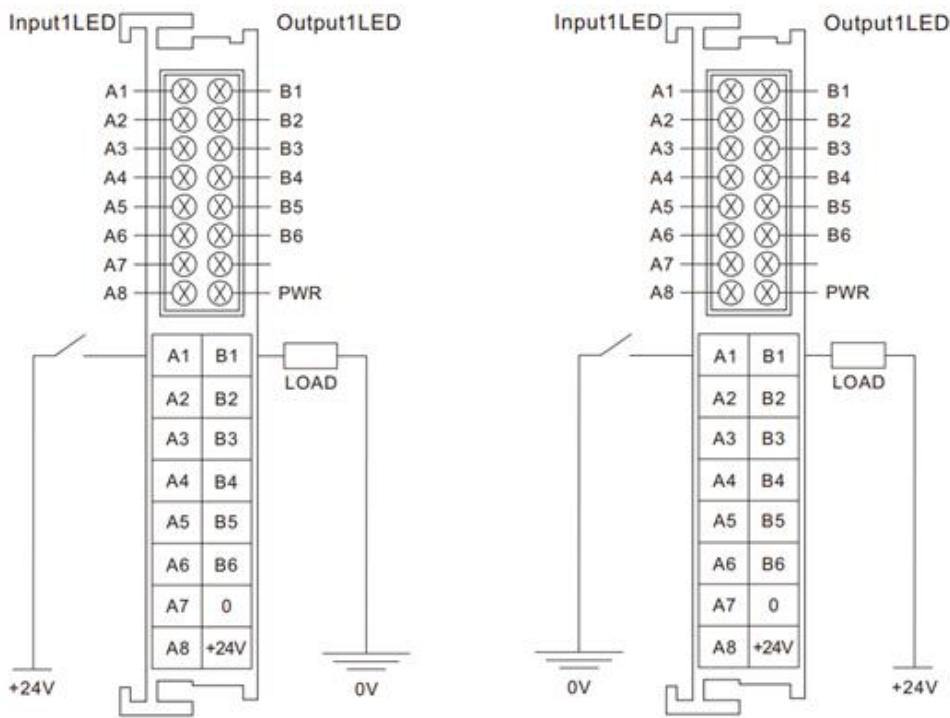 Input1LED Output1LED Input1LED Output1LED
A1 B1 A1 B1
A2 B2 A2 B2
A3 B3 A3 B3
A4 B4 A4 B4
A5 B5 A5 B5
A6 B6 A6 B6
A7 A7
A8 PWR A8 PWR
A1 B1 A1 B1
LOAD LOAD
A2 B2 A2 B2
A3 B3 A3 B3
A4 B4 A4 B4
A5 B5 A5 B5
A6 B6 A6 B6
A7 0 A7 0
A8 +24V A8 +24V
+24V 0V 0V +24V